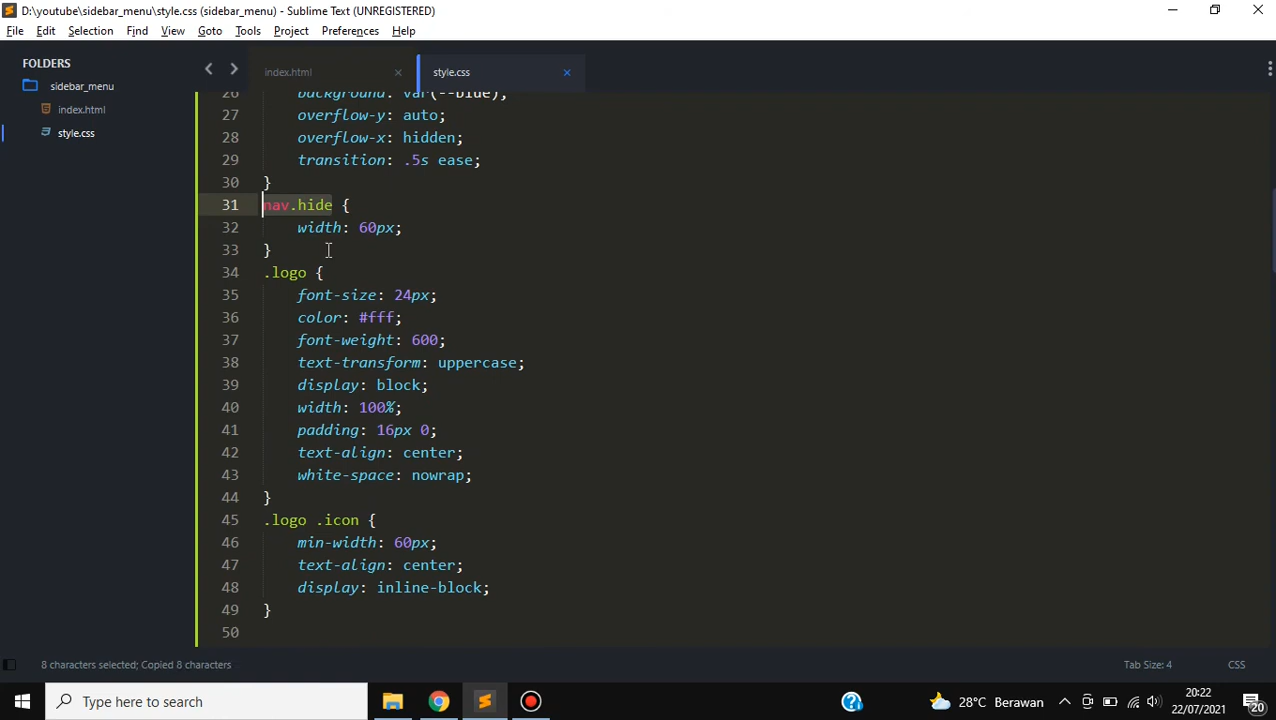 D:\youtube\sidebar_menu\style.css (sidebar_menu) - Sublime Text (UNREGISTERED)
File Edit Selection Find View Goto Tools Project Preferences Help
FOLDERS
sidebar_menu
index.html
style.css
index.html × style.css ×
26 background: var(--blue);
27 overflow-y: auto;
28 overflow-x: hidden;
29 transition: .5s ease;
30 }
31 nav.hide {
32 width: 60px;
33 }
34 .logo {
35 font-size: 24px;
36 color: #fff;
37 font-weight: 600;
38 text-transform: uppercase;
39 display: block;
40 width: 100%;
41 padding: 16px 0;
42 text-align: center;
43 white-space: nowrap;
44 }
45 .logo .icon {
46 min-width: 60px;
47 text-align: center;
48 display: inline-block;
49 }
50
8 characters selected; Copied 8 characters Tab Size: 4 CSS
Type here to search 28°C Berawan 20:22
22/07/2021 20